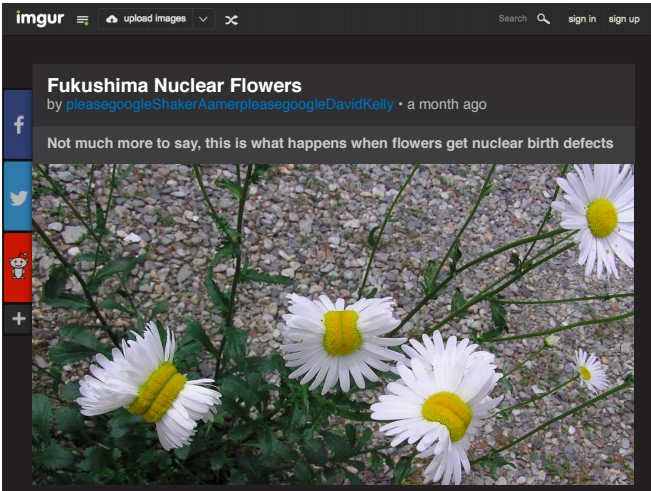 imgur upload images Search sign in sign up
Fukushima Nuclear Flowers
by pleasegoogleShakerAamerpleasegoogleDavidKelly • a month ago
Not much more to say, this is what happens when flowers get nuclear birth defects